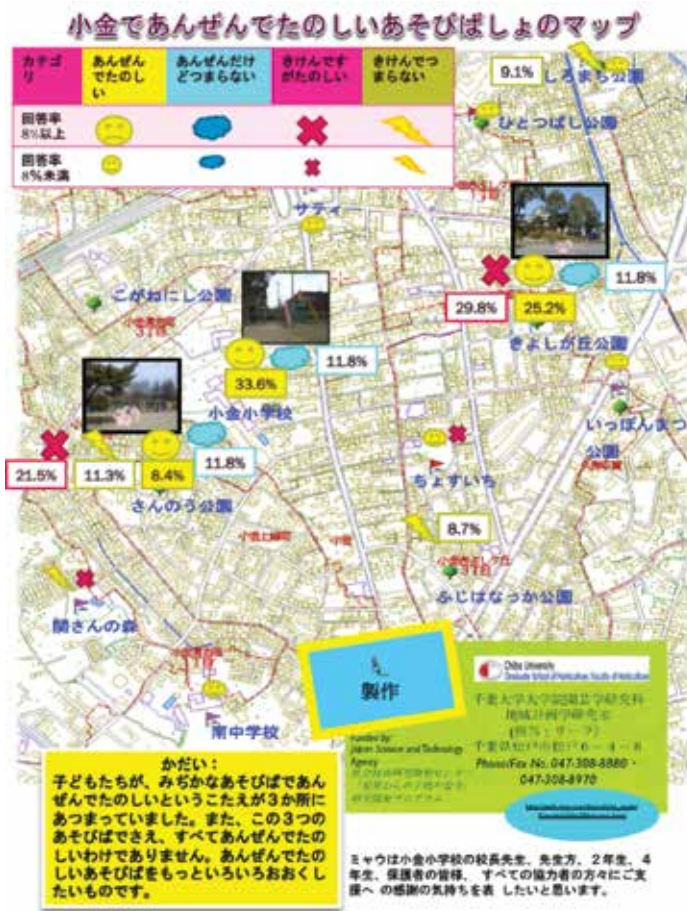 小金であんぜんでたのしいあそびばしょのマップ
カテゴリ
あんぜんでたのしい
あんぜんだけどつまらない
きけんですがたのしい
きけんでつまらない
回答率
8%以上
回答率
8%未満
9.1%
しろまち公園
ひとつばし公園
サティ
こがねにし公園
11.8%
29.8%
25.2%
きよしが丘公園
11.8%
33.6%
小金小学校
いっぽんまつ
公園
21.5%
11.3%
8.4%
11.8%
さんのう公園
ちょすいち
8.7%
ふじはなっか公園
関さんの森
南中学校
製作
Chiba University
千葉大学大学院園芸学研究科
地域計画学研究室
千葉県松戸市松戸6-4-8
Phone/Fax No. 047-308-8880・
047-308-8970
Funded by
Japan Science and Technology
Agency
かだい:
子どもたちが、みぢかなあそびばであん
ぜんでたのしいというこたえが3か所に
あつまっていました。また、この3つの
あそびばでさえ、すべてあんぜんでたの
しいわけでありません。あんぜんでたの
しいあそびばをもっといろいろおおくし
たいものです。
ミャウは小金小学校の校長先生、先生方、2年生、4
年生、保護者の皆様、 すべての協力者の方々にご支
援へ の感謝の気持ちを表 したいと思います。